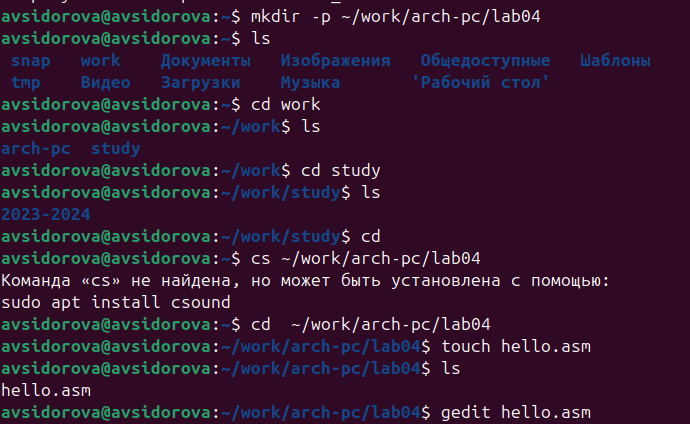 avsidorova@avsidorova:~$ mkdir -p ~/work/arch-pc/lab04
avsidorova@avsidorova:~$ ls
snap work Документы Изображения Общедоступные Шаблоны
tmp Видео Загрузки Музыка 'Рабочий стол'
avsidorova@avsidorova:~$ cd work
avsidorova@avsidorova:~/work$ ls
arch-pc study
avsidorova@avsidorova:~/work$ cd study
avsidorova@avsidorova:~/work/study$ ls
2023-2024
avsidorova@avsidorova:~/work/study$ cd
avsidorova@avsidorova:~$ cs ~/work/arch-pc/lab04
Команда «cs» не найдена, но может быть установлена с помощью:
sudo apt install csound
avsidorova@avsidorova:~$ cd  ~/work/arch-pc/lab04
avsidorova@avsidorova:~/work/arch-pc/lab04$ touch hello.asm
avsidorova@avsidorova:~/work/arch-pc/lab04$ ls
hello.asm
avsidorova@avsidorova:~/work/arch-pc/lab04$ gedit hello.asm